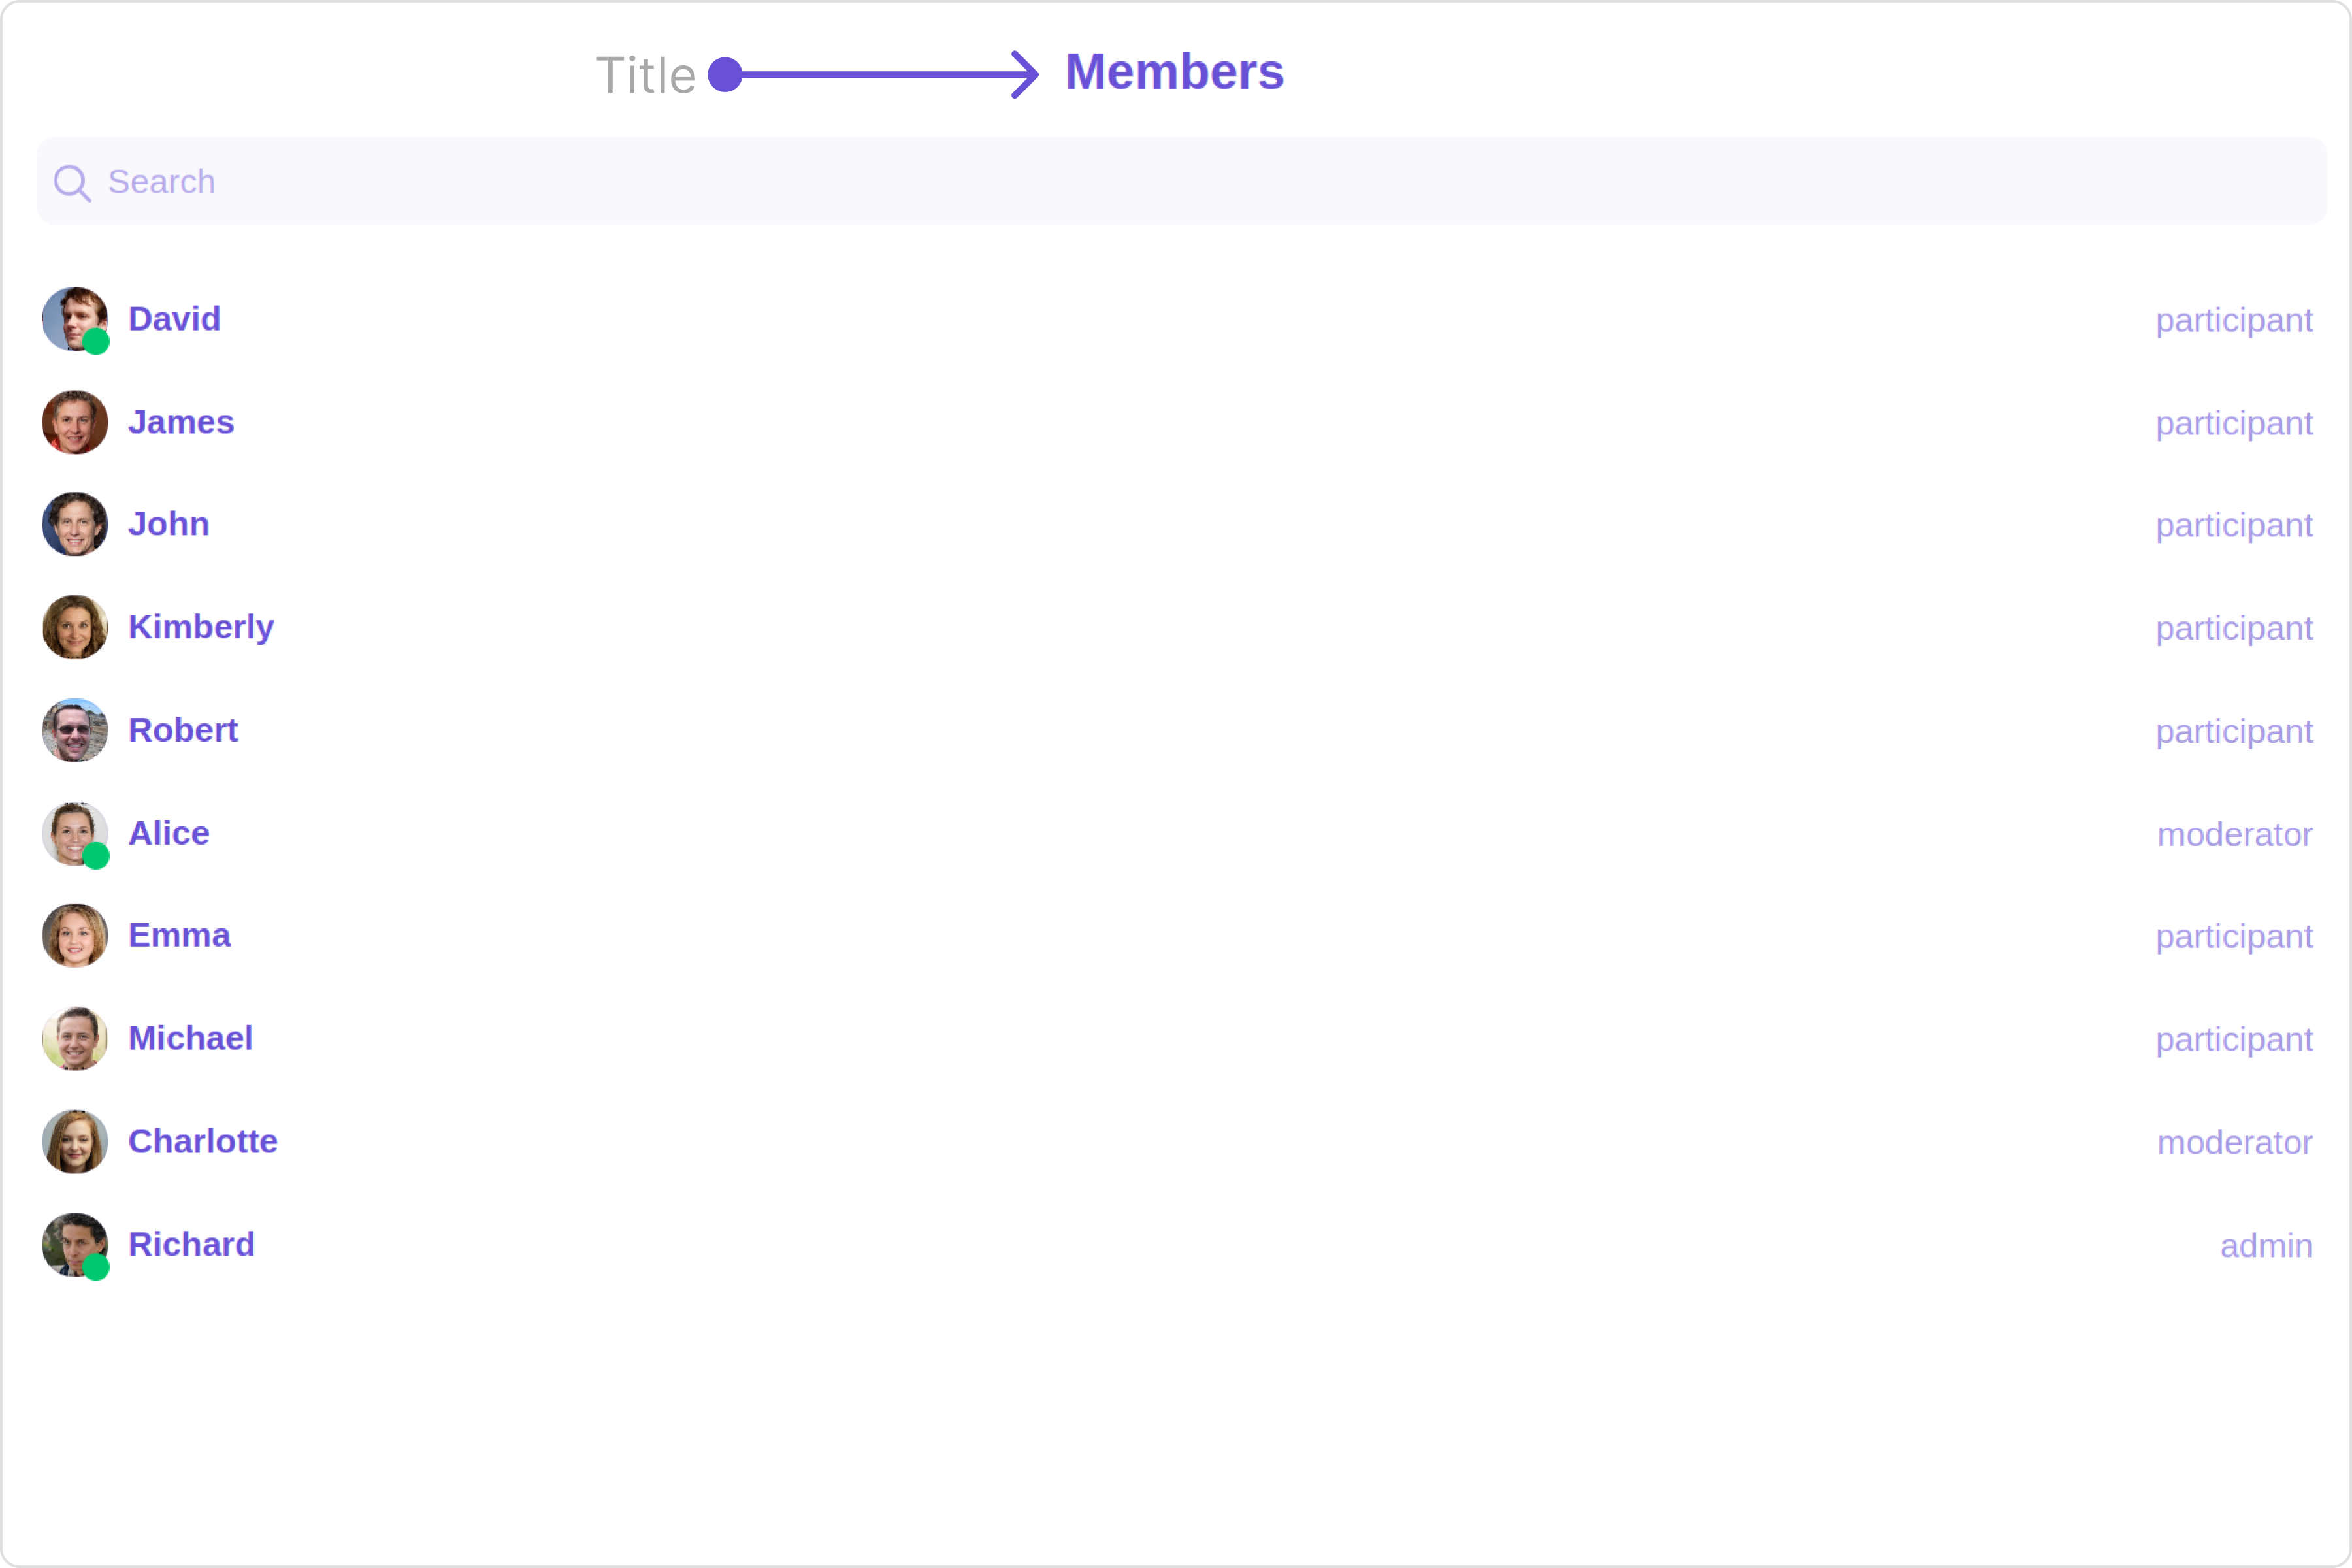 Title Members
Search
David participant
James participant
John participant
Kimberly participant
Robert participant
Alice moderator
Emma participant
Michael participant
Charlotte moderator
Richard admin